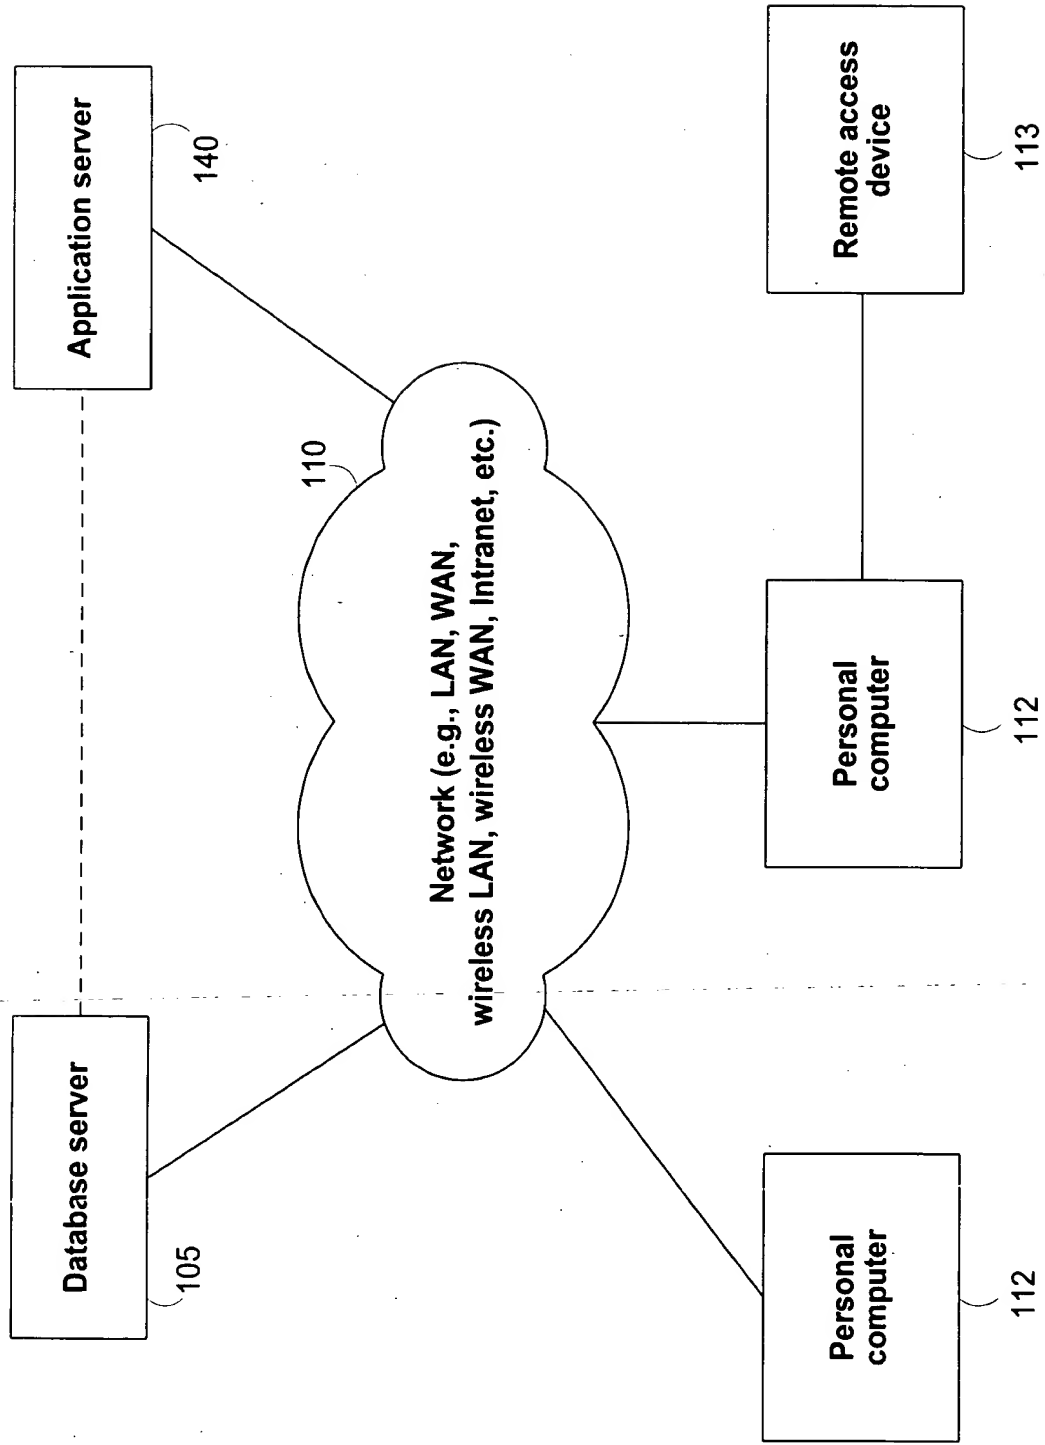 Database server
105
Application server
140
110
Network (e.g., LAN, WAN,
wireless LAN, wireless WAN, Intranet, etc.)
Personal
computer
112
Personal
computer
112
Remote access
device
113